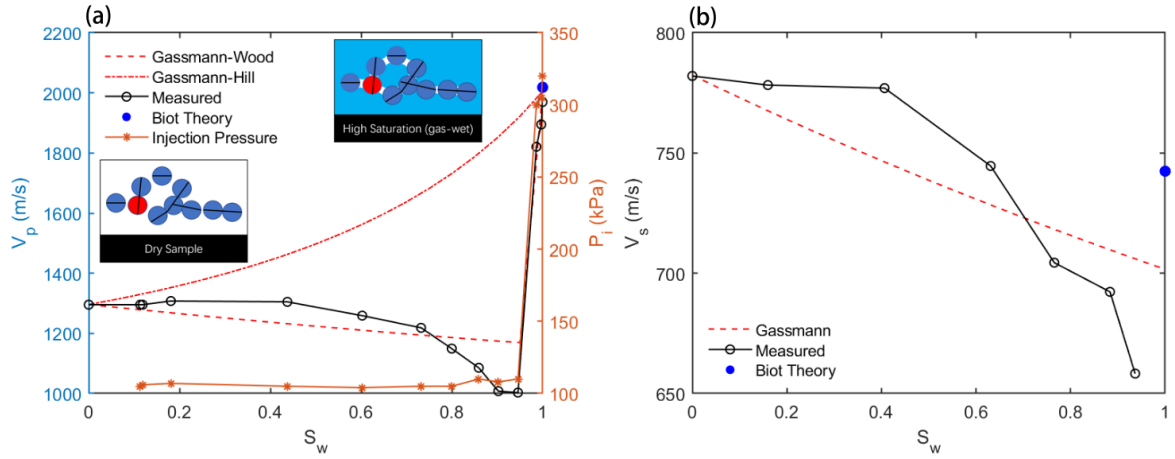 (a)
2200
2000
1800
1600
1400
1200
1000
V_p (m/s)
Gassmann-Wood
Gassmann-Hill
Measured
Biot Theory
Injection Pressure
High Saturation (gas-wet)
Dry Sample
0
0.2
0.4
0.6
0.8
1
S_w
350
300
250
200
150
100
P_i (kPa)
(b)
800
750
700
650
V_s (m/s)
Gassmann
Measured
Biot Theory
0
0.2
0.4
0.6
0.8
1
S_w